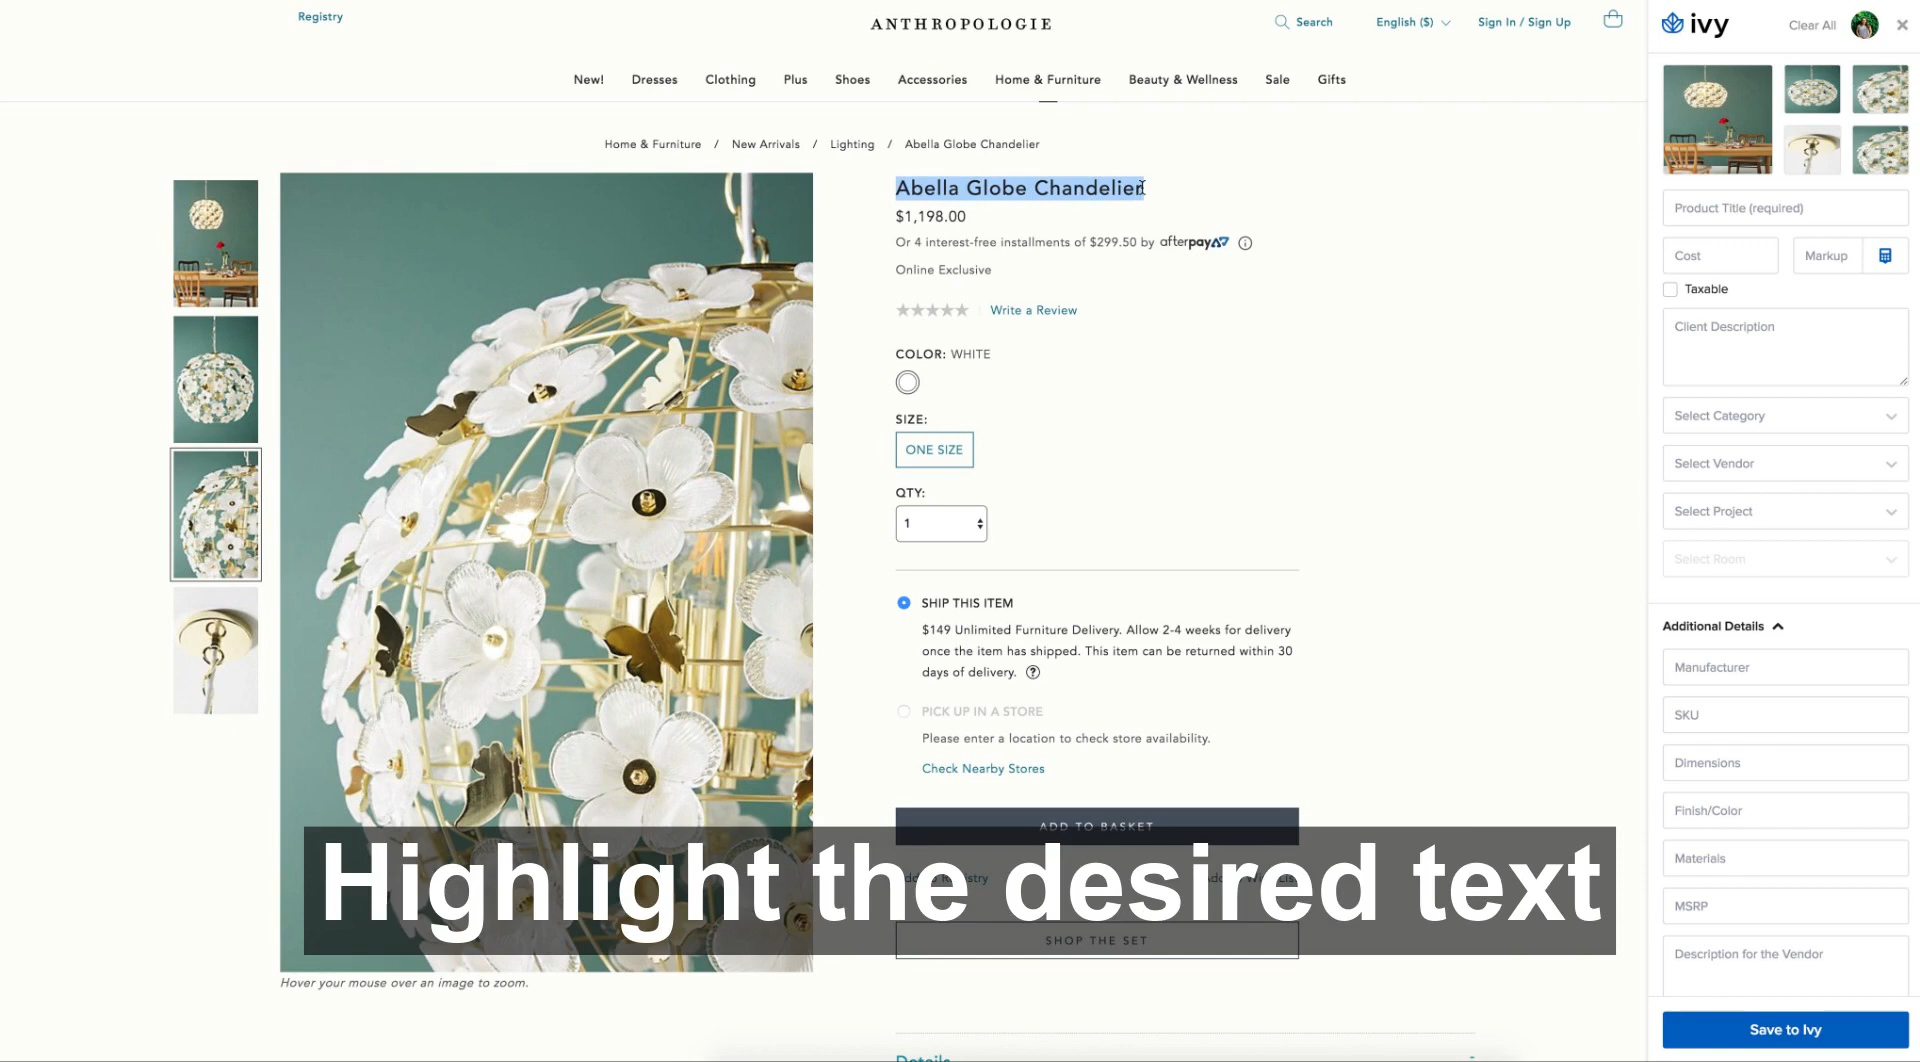 Registry
ANTHROPOLOGIE
Search
English ($)
Sign In / Sign Up
New! Dresses Clothing Plus Shoes Accessories Home & Furniture Beauty & Wellness Sale Gifts
Home & Furniture / New Arrivals / Lighting / Abella Globe Chandelier
Abella Globe Chandelier
$1,198.00
Or 4 interest-free installments of $299.50 by afterpay
Online Exclusive
Write a Review
COLOR: WHITE
SIZE:
ONE SIZE
QTY:
1
SHIP THIS ITEM
$149 Unlimited Furniture Delivery. Allow 2-4 weeks for delivery
once the item has shipped. This item can be returned within 30
days of delivery.
PICK UP IN A STORE
Please enter a location to check store availability.
Check Nearby Stores
ADD TO BASKET
Highlight the desired text
SHOP THE SET
Hover your mouse over an image to zoom.
Details
ivy
Clear All
Product Title (required)
Cost
Markup
Taxable
Client Description
Select Category
Select Vendor
Select Project
Select Room
Additional Details
Manufacturer
SKU
Dimensions
Finish/Color
Materials
MSRP
Description for the Vendor
Save to Ivy